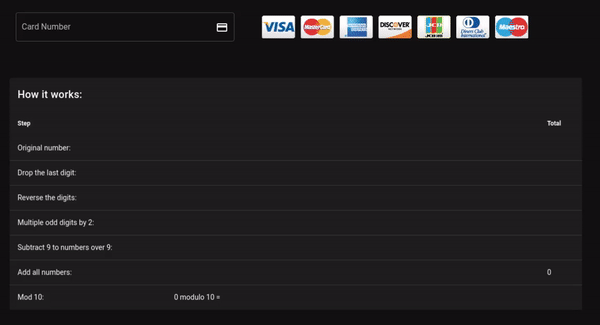 Card Number
VISA MasterCard AMERICAN EXPRESS DISCOVER JCB Diners Club International Maestro
How it works:
Step Total
Original number:
Drop the last digit:
Reverse the digits:
Multiple odd digits by 2:
Subtract 9 to numbers over 9:
Add all numbers: 0
Mod 10: 0 modulo 10 =